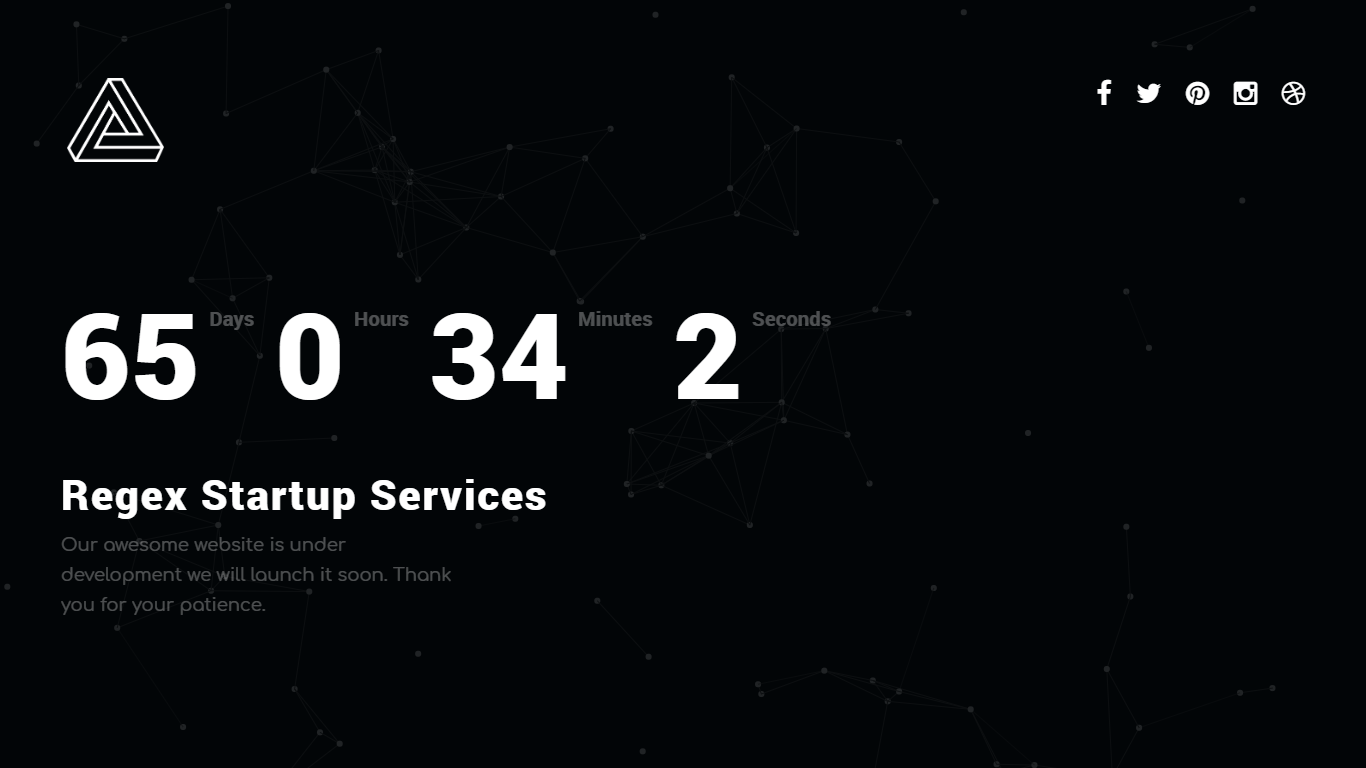 65 Days 0 Hours 34 Minutes 2 Seconds
Regex Startup Services
Our awesome website is under
development we will launch it soon. Thank
you for your patience.